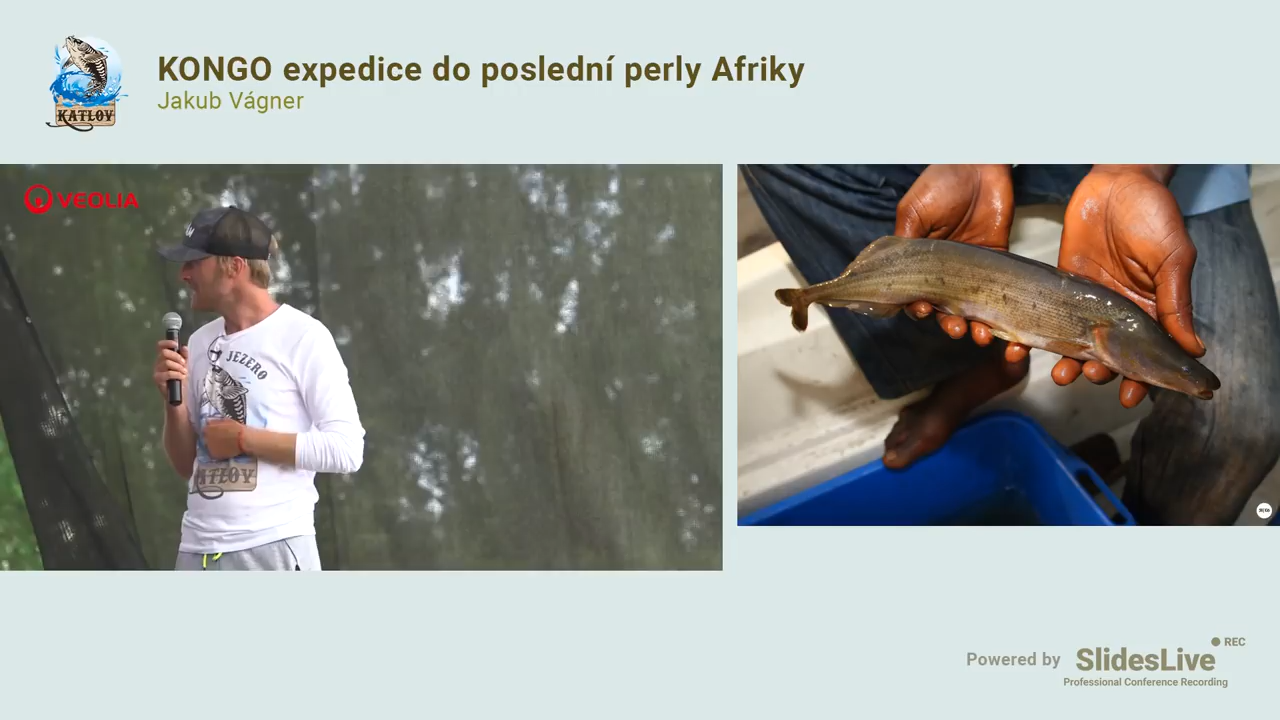 KATLOV
KONGO expedice do poslední perly Afriky
Jakub Vágner
VEOLIA
JEZERO
KATLOV
REC
Powered by SlidesLive
Professional Conference Recording